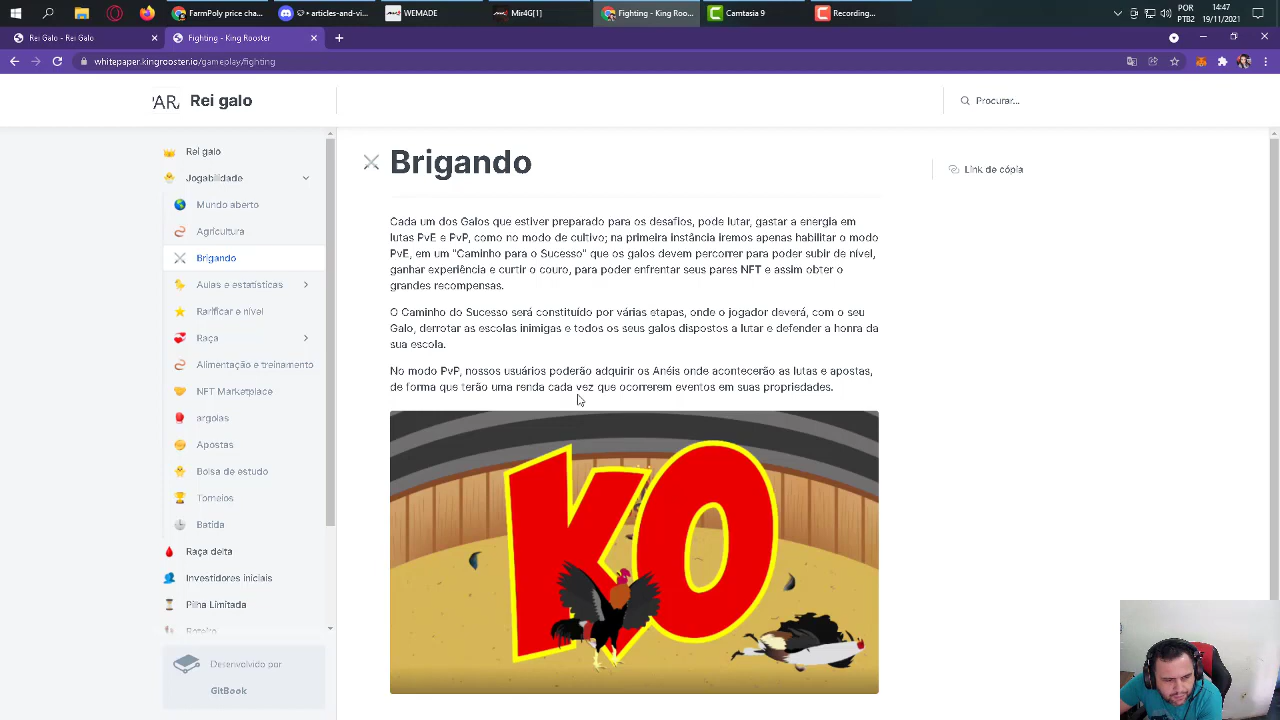 FarmPoly price cha...
• articles-and-vi...
WEMADE
Mir4G[1]
Fighting - King Roo...
Camtasia 9
Recording...
POR
PTB2
14:47
19/11/2021
Rei Galo - Rei Galo
Fighting - King Rooster
whitepaper.kingrooster.io/gameplay/fighting
Rei galo
Procurar...
Rei galo
Jogabilidade
Mundo aberto
Agricultura
Brigando
Aulas e estatísticas
Rarificar e nível
Raça
Alimentação e treinamento
NFT Marketplace
argolas
Apostas
Bolsa de estudo
Torneios
Batida
Raça delta
Investidores iniciais
Pilha Limitada
Roteiro
Desenvolvido por
GitBook
Brigando
Link de cópia
Cada um dos Galos que estiver preparado para os desafios, pode lutar, gastar a energia em
lutas PvE e PvP, como no modo de cultivo; na primeira instância iremos apenas habilitar o modo
PvE, em um "Caminho para o Sucesso" que os galos devem percorrer para poder subir de nível,
ganhar experiência e curtir o couro, para poder enfrentar seus pares NFT e assim obter o
grandes recompensas.
O Caminho do Sucesso será constituído por várias etapas, onde o jogador deverá, com o seu
Galo, derrotar as escolas inimigas e todos os seus galos dispostos a lutar e defender a honra da
sua escola.
No modo PvP, nossos usuários poderão adquirir os Anéis onde acontecerão as lutas e apostas,
de forma que terão uma renda cada vez que ocorrerem eventos em suas propriedades.
KO